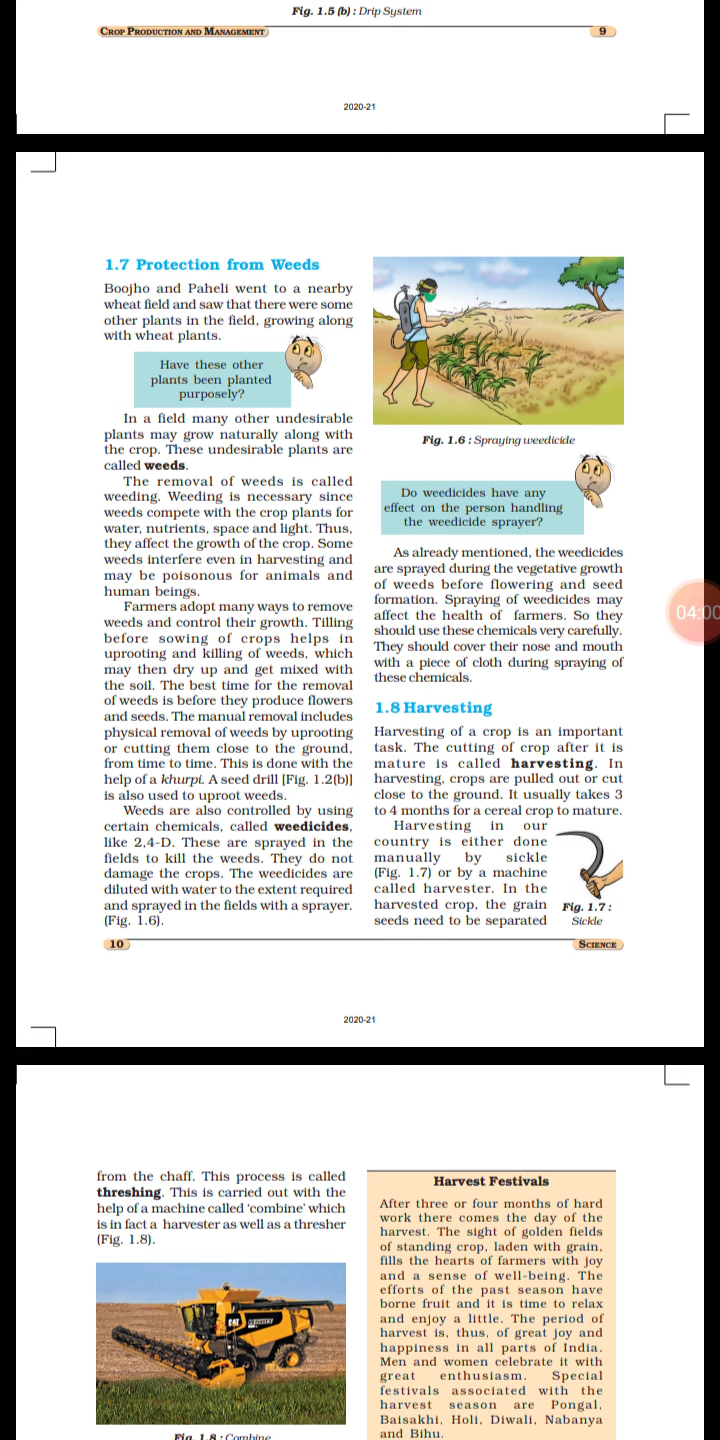 Fig. 1.5 (b) : Drip System
CROP PRODUCTION AND MANAGEMENT
9
2020-21
1.7 Protection from Weeds
Boojho and Paheli went to a nearby
wheat field and saw that there were some
other plants in the field, growing along
with wheat plants.
Have these other
plants been planted
purposely?
In a field many other undesirable
plants may grow naturally along with
the crop. These undesirable plants are
called weeds.
The removal of weeds is called
weeding. Weeding is necessary since
weeds compete with the crop plants for
water, nutrients, space and light. Thus,
they affect the growth of the crop. Some
weeds interfere even in harvesting and
may be poisonous for animals and
human beings.
Farmers adopt many ways to remove
weeds and control their growth. Tilling
before sowing of crops helps in
uprooting and killing of weeds, which
may then dry up and get mixed with
the soil. The best time for the removal
of weeds is before they produce flowers
and seeds. The manual removal includes
physical removal of weeds by uprooting
or cutting them close to the ground,
from time to time. This is done with the
help of a khurpi. A seed drill [Fig. 1.2(b)]
is also used to uproot weeds.
Weeds are also controlled by using
certain chemicals, called weedicides,
like 2,4-D. These are sprayed in the
fields to kill the weeds. They do not
damage the crops. The weedicides are
diluted with water to the extent required
and sprayed in the fields with a sprayer.
(Fig. 1.6).
Fig. 1.6 : Spraying weedicide
Do weedicides have any
effect on the person handling
the weedicide sprayer?
As already mentioned, the weedicides
are sprayed during the vegetative growth
of weeds before flowering and seed
formation. Spraying of weedicides may
affect the health of farmers. So they
should use these chemicals very carefully.
They should cover their nose and mouth
with a piece of cloth during spraying of
these chemicals.
04:00
1.8 Harvesting
Harvesting of a crop is an important
task. The cutting of crop after it is
mature is called harvesting. In
harvesting, crops are pulled out or cut
close to the ground. It usually takes 3
to 4 months for a cereal crop to mature.
Harvesting in our
country is either done
manually by sickle
(Fig. 1.7) or by a machine
called harvester. In the
harvested crop, the grain
seeds need to be separated
Fig. 1.7 :
Sickle
10
SCIENCE
2020-21
from the chaff. This process is called
threshing. This is carried out with the
help of a machine called 'combine' which
is in fact a harvester as well as a thresher
(Fig. 1.8).
CAT
Fig. 1.8 : Combine
Harvest Festivals
After three or four months of hard
work there comes the day of the
harvest. The sight of golden fields
of standing crop, laden with grain,
fills the hearts of farmers with joy
and a sense of well-being. The
efforts of the past season have
borne fruit and it is time to relax
and enjoy a little. The period of
harvest is, thus, of great joy and
happiness in all parts of India.
Men and women celebrate it with
great enthusiasm. Special
festivals associated with the
harvest season are Pongal,
Baisakhi, Holi, Diwali, Nabanya
and Bihu.